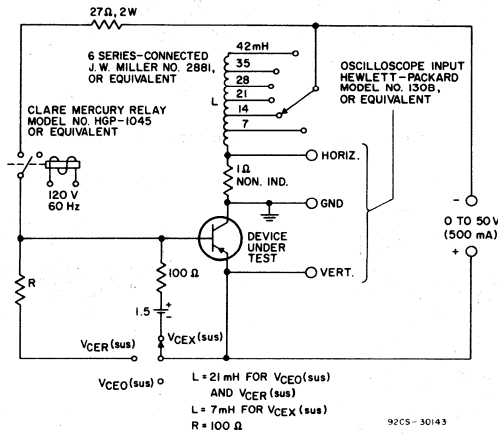 27Ω, 2W
6 SERIES-CONNECTED
J.W. MILLER NO. 2881,
OR EQUIVALENT
42mH
35
28
21
14
7
L
OSCILLOSCOPE INPUT
HEWLETT-PACKARD
MODEL NO. 130B,
OR EQUIVALENT
CLARE MERCURY RELAY
MODEL NO. HGP-1045
OR EQUIVALENT
120 V
60 Hz
HORIZ.
1Ω
NON. IND.
GND
-
0 TO 50V
(500 mA)
+
DEVICE
UNDER
TEST
VERT.
R
100 Ω
1.5
+
-
VCER(sus)
VCEX(sus)
VCEO(sus)
L = 21 mH FOR VCEO(sus)
AND VCER(sus)
L = 7mH FOR VCEX(sus)
R = 100 Ω
92CS-30143